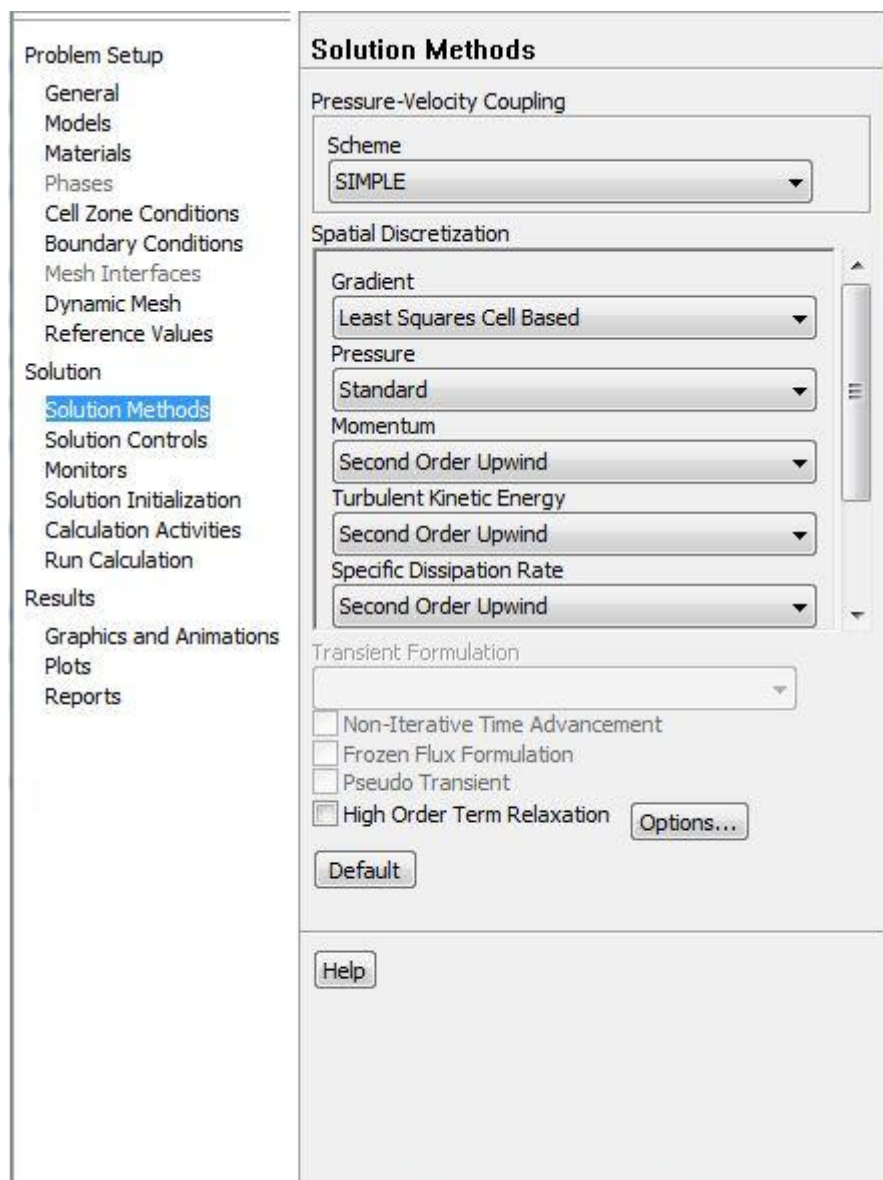 Problem Setup
General
Models
Materials
Phases
Cell Zone Conditions
Boundary Conditions
Mesh Interfaces
Dynamic Mesh
Reference Values
Solution
Solution Methods
Solution Controls
Monitors
Solution Initialization
Calculation Activities
Run Calculation
Results
Graphics and Animations
Plots
Reports
Solution Methods
Pressure-Velocity Coupling
Scheme
SIMPLE
Spatial Discretization
Gradient
Least Squares Cell Based
Pressure
Standard
Momentum
Second Order Upwind
Turbulent Kinetic Energy
Second Order Upwind
Specific Dissipation Rate
Second Order Upwind
Transient Formulation
Non-Iterative Time Advancement
Frozen Flux Formulation
Pseudo Transient
High Order Term Relaxation Options...
Default
Help